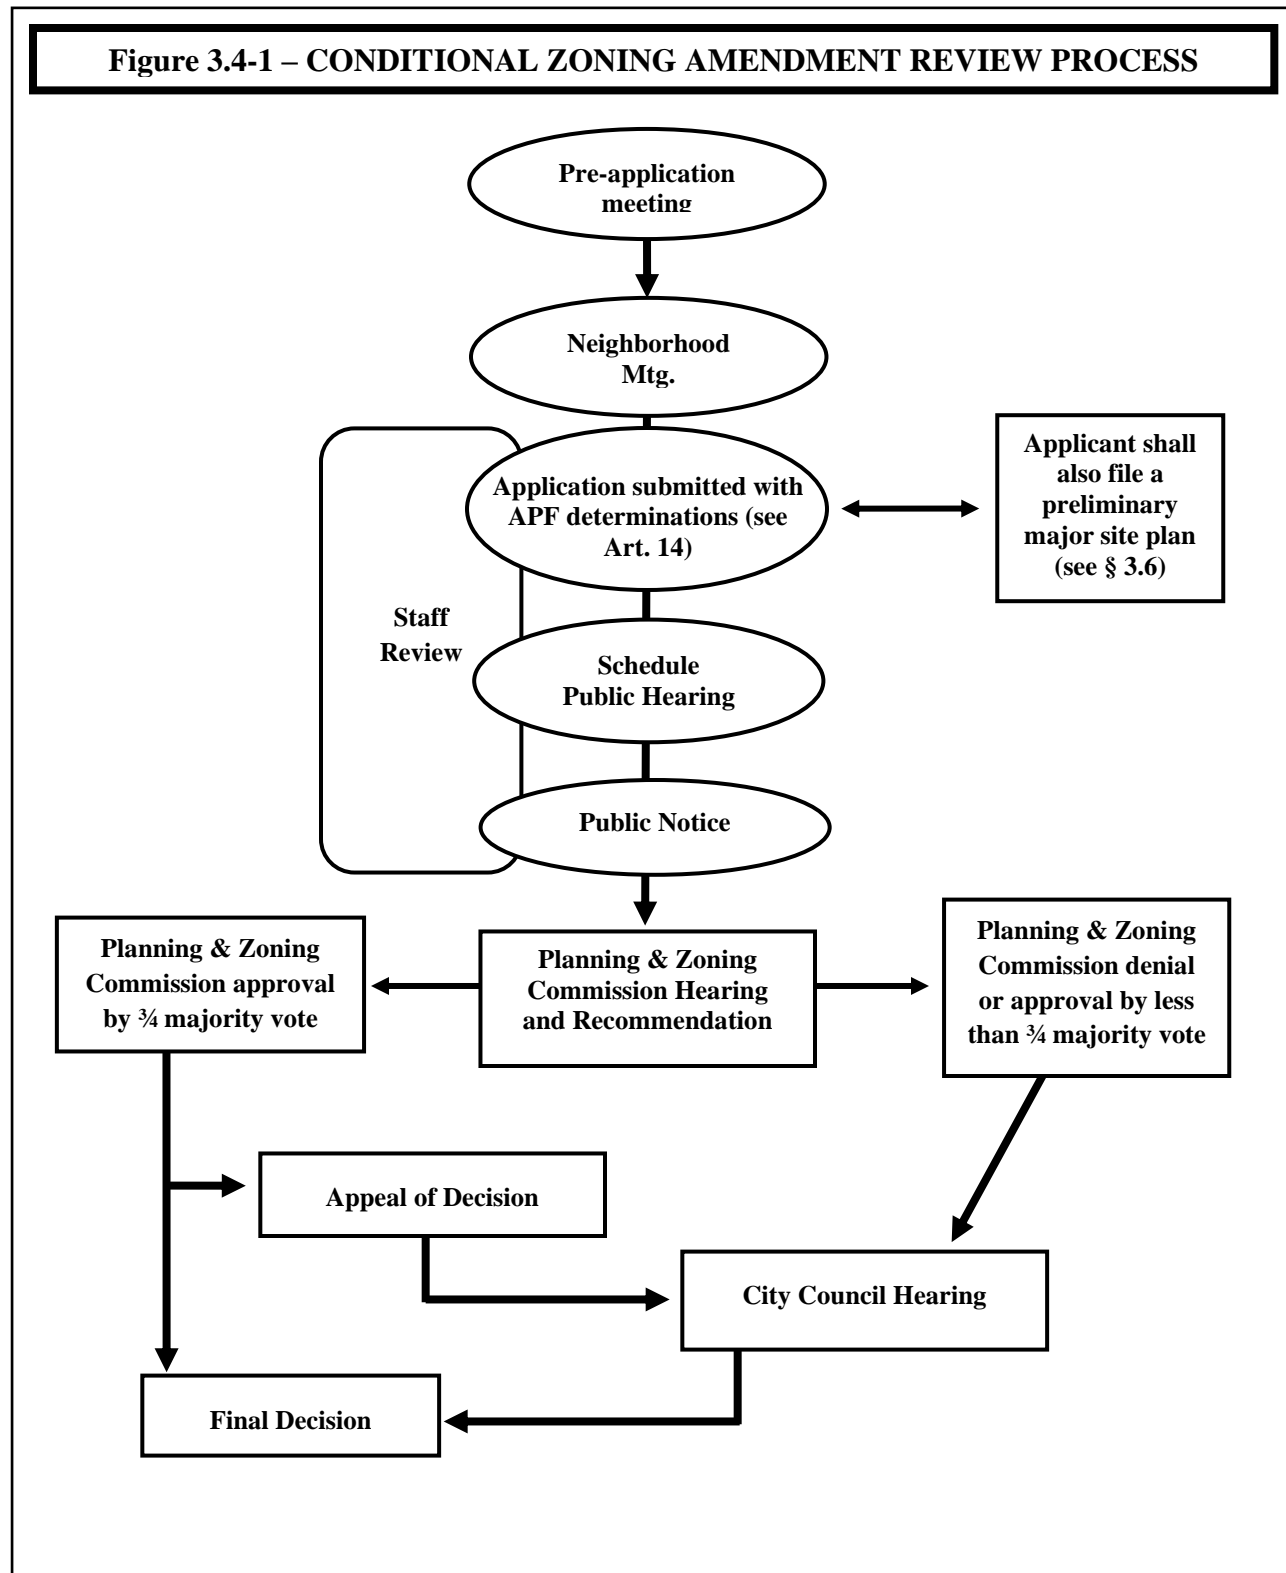 Figure 3.4-1 – CONDITIONAL ZONING AMENDMENT REVIEW PROCESS
Pre-application
meeting
Neighborhood
Mtg.
Application submitted with
APF determinations (see
Art. 14)
Applicant shall
also file a
preliminary
major site plan
(see § 3.6)
Staff
Review
Schedule
Public Hearing
Public Notice
Planning & Zoning
Commission approval
by ¾ majority vote
Planning & Zoning
Commission Hearing
and Recommendation
Planning & Zoning
Commission denial
or approval by less
than ¾ majority vote
Appeal of Decision
City Council Hearing
Final Decision